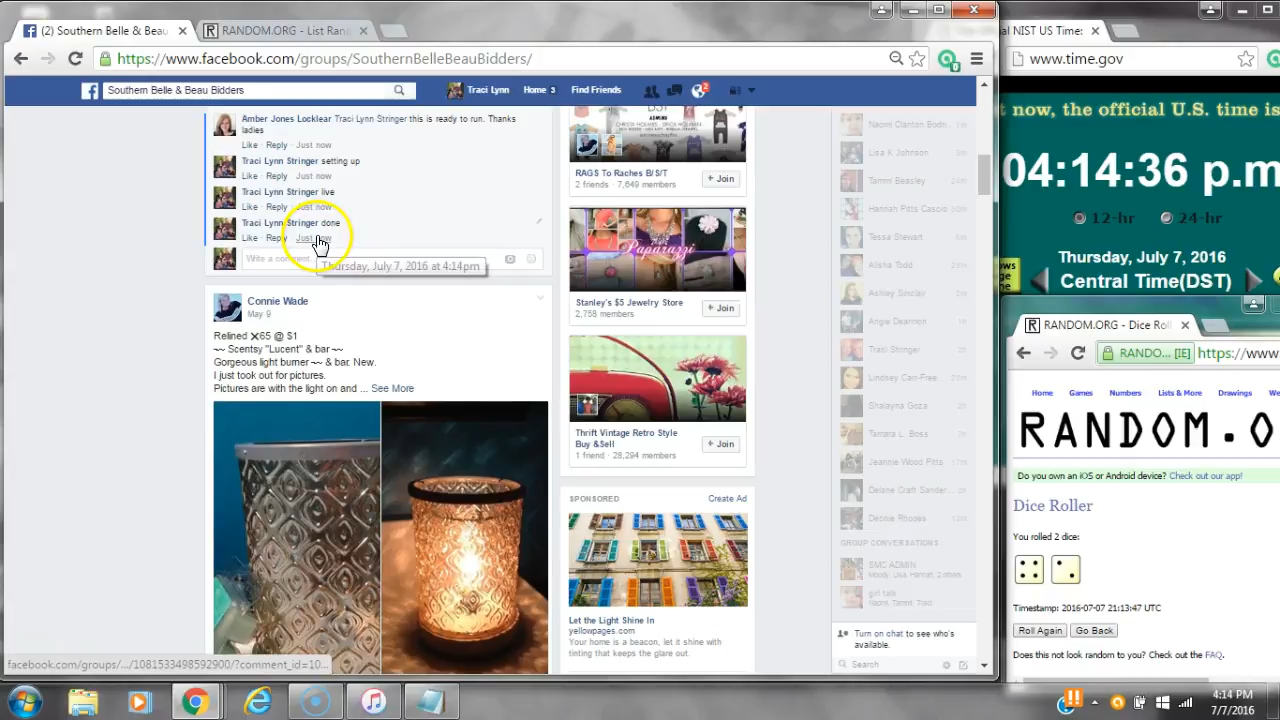 (2) Southern Belle & Beau
RANDOM.ORG - List Rand
https://www.facebook.com/groups/SouthernBelleBeauBidders/
Southern Belle & Beau Bidders
Traci Lynn
Home 3
Find Friends
2
Amber Jones Locklear Traci Lynn Stringer this is ready to run. Thanks
ladies
Like · Reply · Just now
Traci Lynn Stringer setting up
Like · Reply · Just now
Traci Lynn Stringer live
Like · Reply · Just now
Traci Lynn Stringer done
Like · Reply · Just now
Write a comment
Thursday, July 7, 2016 at 4:14pm
Connie Wade
May 9
Relined ✕65 @ $1
~~ Scentsy "Lucent" & bar ~~
Gorgeous light burner ~~ & bar. New.
I just took out for pictures.
Pictures are with the light on and ... See More
facebook.com/groups/.../1081533498592900/?comment_id=10...
ADMINS
RAGS To Raches B/S/T
2 friends · 7,649 members
+ Join
Paparazzi
Stanley's $5 Jewelry Store
2,758 members
+ Join
Thrift Vintage Retro Style
Buy &Sell
1 friend · 28,294 members
+ Join
SPONSORED
Create Ad
Let the Light Shine In
yellowpages.com
Your home is a beacon, let it shine with
tinting that keeps the glare out.
Naomi Clanton Bodn...
Lisa K Johnson
Tammi Beasley
Hannah Pitts Cascio
Tessa Stewart
Alisha Todd
Ashley Sinclay
Angie Dearmon
Traci Stringer
Lindsey Carr-Free...
Shalayna Goza
Tamara L. Boss
Jeannie Wood Pitts
Delane Craft Sander...
Debbie Rhodes
GROUP CONVERSATIONS
SMC ADMIN
Moody, Lisa, Hannah, 2 others
girl talk
Naomi, Tammi, Traci
Turn on chat to see who's
available.
Search
al NIST US Time:
www.time.gov
t now, the official U.S. time is
04:14:36 p.m
12-hr
24-hr
Thursday, July 7, 2016
Central Time(DST)
RANDOM.ORG - Dice Roll
RANDO... [IE]
https://www
Home
Games
Numbers
Lists & More
Drawings
We
RANDOM.O
Do you own an iOS or Android device? Check out our app!
Dice Roller
You rolled 2 dice:
Timestamp: 2016-07-07 21:13:47 UTC
Roll Again
Go Back
Does this not look random to you? Check out the FAQ.
4:14 PM
7/7/2016